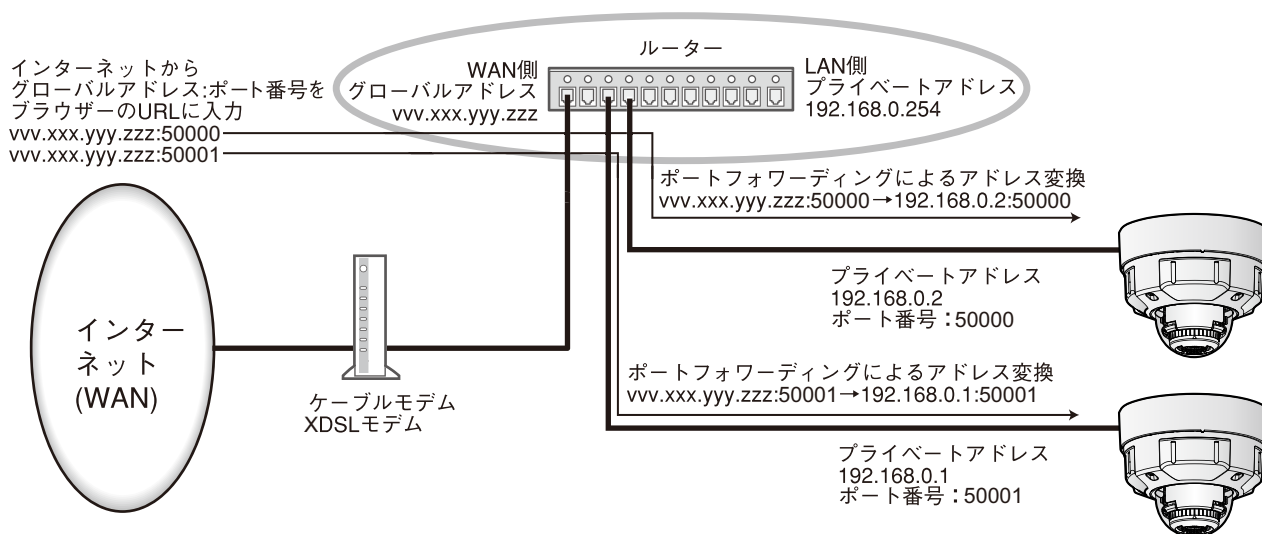 ルーター
インターネットから
グローバルアドレス:ポート番号を
ブラウザーのURLに入力
vvv.xxx.yyy.zzz:50000
vvv.xxx.yyy.zzz:50001
WAN側
グローバルアドレス
vvv.xxx.yyy.zzz
LAN側
プライベートアドレス
192.168.0.254
ポートフォワーディングによるアドレス変換
vvv.xxx.yyy.zzz:50000→192.168.0.2:50000
プライベートアドレス
192.168.0.2
ポート番号：50000
インター
ネット
(WAN)
ケーブルモデム
XDSLモデム
ポートフォワーディングによるアドレス変換
vvv.xxx.yyy.zzz:50001→192.168.0.1:50001
プライベートアドレス
192.168.0.1
ポート番号：50001